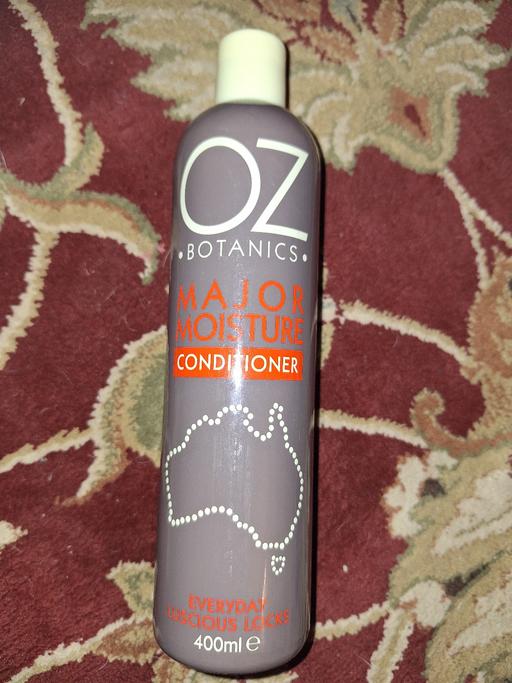 OZ
•BOTANICS•
MAJOR
MOISTURE
CONDITIONER
EVERYDAY
LUSCIOUS LOCKS
400ml e